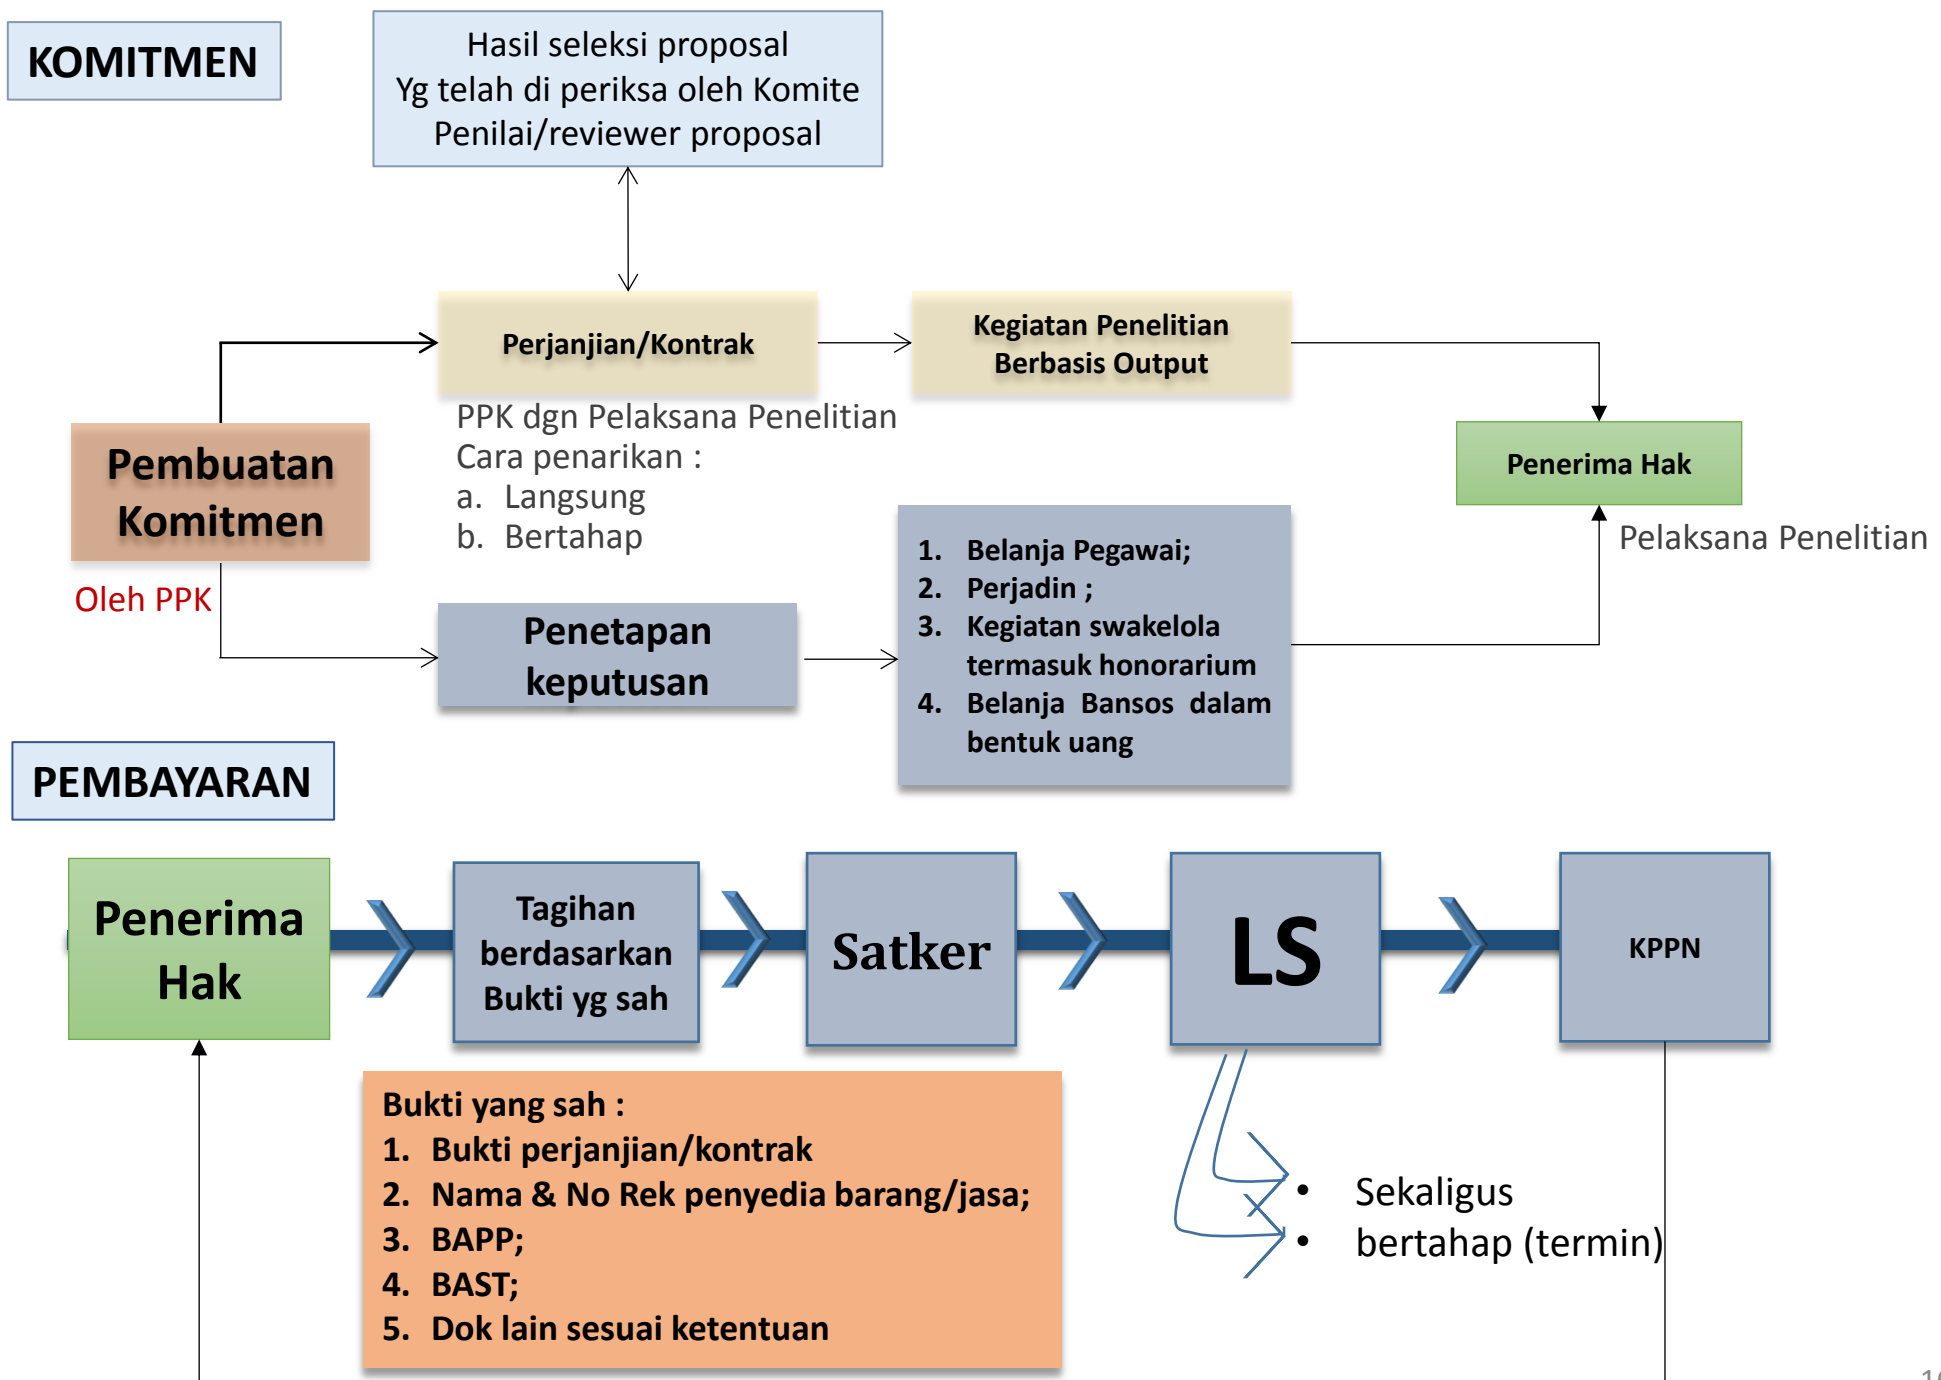 KOMITMEN
Hasil seleksi proposal
Yg telah di periksa oleh Komite
Penilai/reviewer proposal
Perjanjian/Kontrak
Kegiatan Penelitian
Berbasis Output
PPK dgn Pelaksana Penelitian
Cara penarikan :
a. Langsung
b. Bertahap
Pembuatan
Komitmen
Oleh PPK
Penerima Hak
Pelaksana Penelitian
Penetapan
keputusan
1. Belanja Pegawai;
2. Perjadin ;
3. Kegiatan swakelola
termasuk honorarium
4. Belanja Bansos dalam
bentuk uang
PEMBAYARAN
Penerima
Hak
Tagihan
berdasarkan
Bukti yg sah
Satker
LS
KPPN
Bukti yang sah :
1. Bukti perjanjian/kontrak
2. Nama & No Rek penyedia barang/jasa;
3. BAPP;
4. BAST;
5. Dok lain sesuai ketentuan
• Sekaligus
• bertahap (termin)